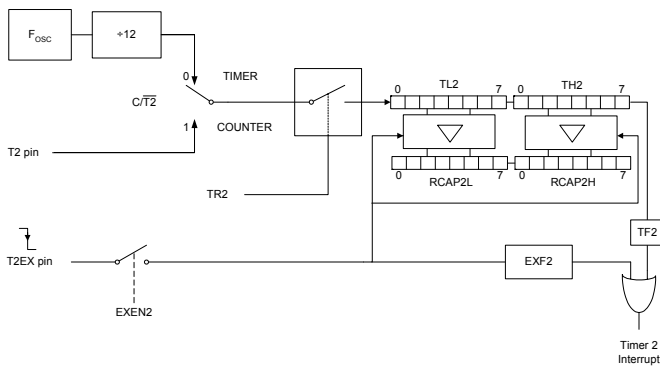 FOSC
÷12
0 TIMER
C/T2
1 COUNTER
T2 pin
TR2
0 TL2 7
0 TH2 7
0 RCAP2L 7
0 RCAP2H 7
TF2
T2EX pin
EXEN2
EXF2
Timer 2
Interrupt